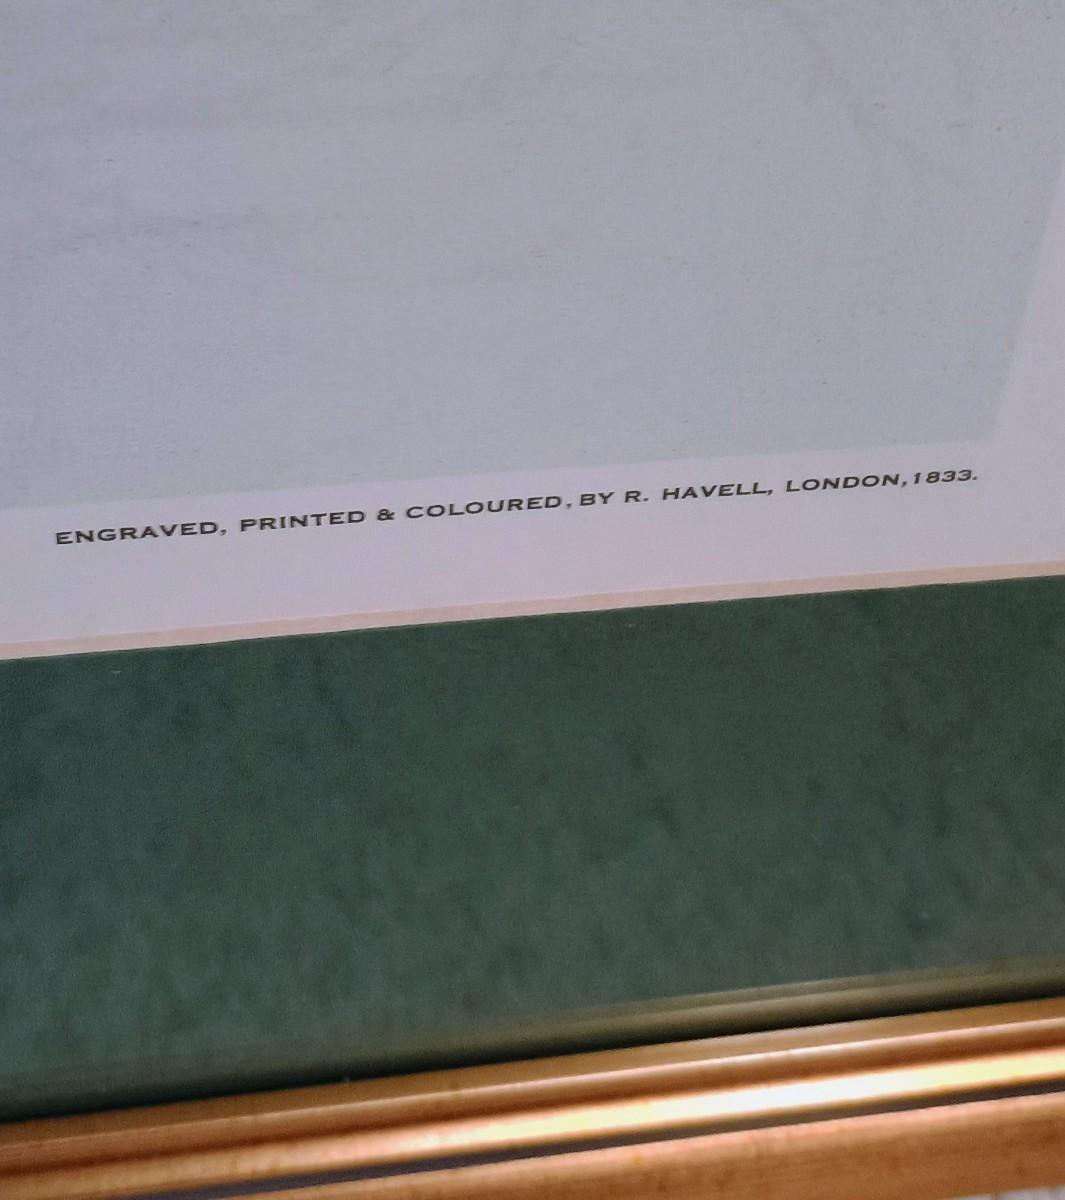 ENGRAVED, PRINTED & COLOURED, BY R. HAVELL, LONDON, 1833.